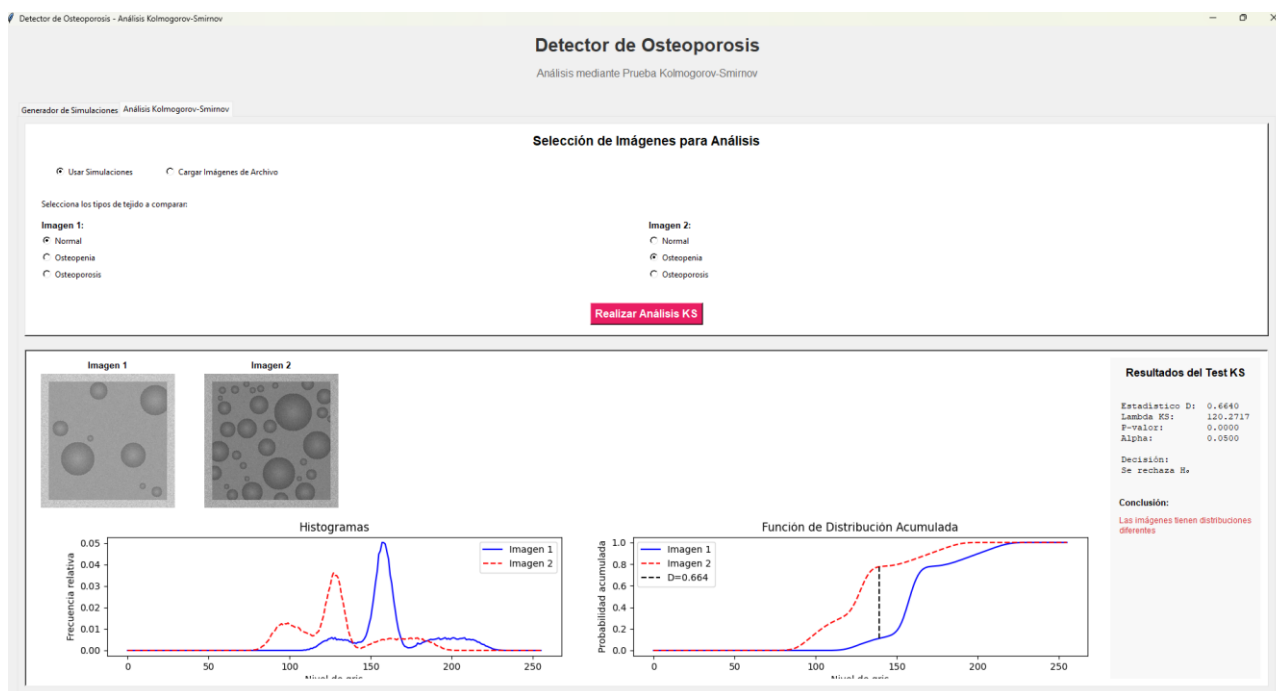 Detector de Osteoporosis - Análisis Kolmogorov-Smirnov
Detector de Osteoporosis
Análisis mediante Prueba Kolmogorov-Smirnov
Generador de Simulaciones Análisis Kolmogorov-Smirnov
Selección de Imágenes para Análisis
Usar Simulaciones Cargar Imágenes de Archivo
Selecciona los tipos de tejido a comparar:
Imagen 1: Imagen 2:
Normal Normal
Osteopenia Osteopenia
Osteoporosis Osteoporosis
Realizar Análisis KS
Imagen 1 Imagen 2
Histogramas
Frecuencia relativa
0.05
0.04
0.03
0.02
0.01
0.00
0 50 100 150 200 250
Nivel de gris
Imagen 1
Imagen 2
Función de Distribución Acumulada
Probabilidad acumulada
1.0
0.8
0.6
0.4
0.2
0.0
0 50 100 150 200 250
Nivel de gris
Imagen 1
Imagen 2
D=0.664
Resultados del Test KS
Estadístico D: 0.6640
Lambda KS: 120.2717
P-valor: 0.0000
Alpha: 0.0500
Decisión:
Se rechaza H₀
Conclusión:
Las imágenes tienen distribuciones
diferentes